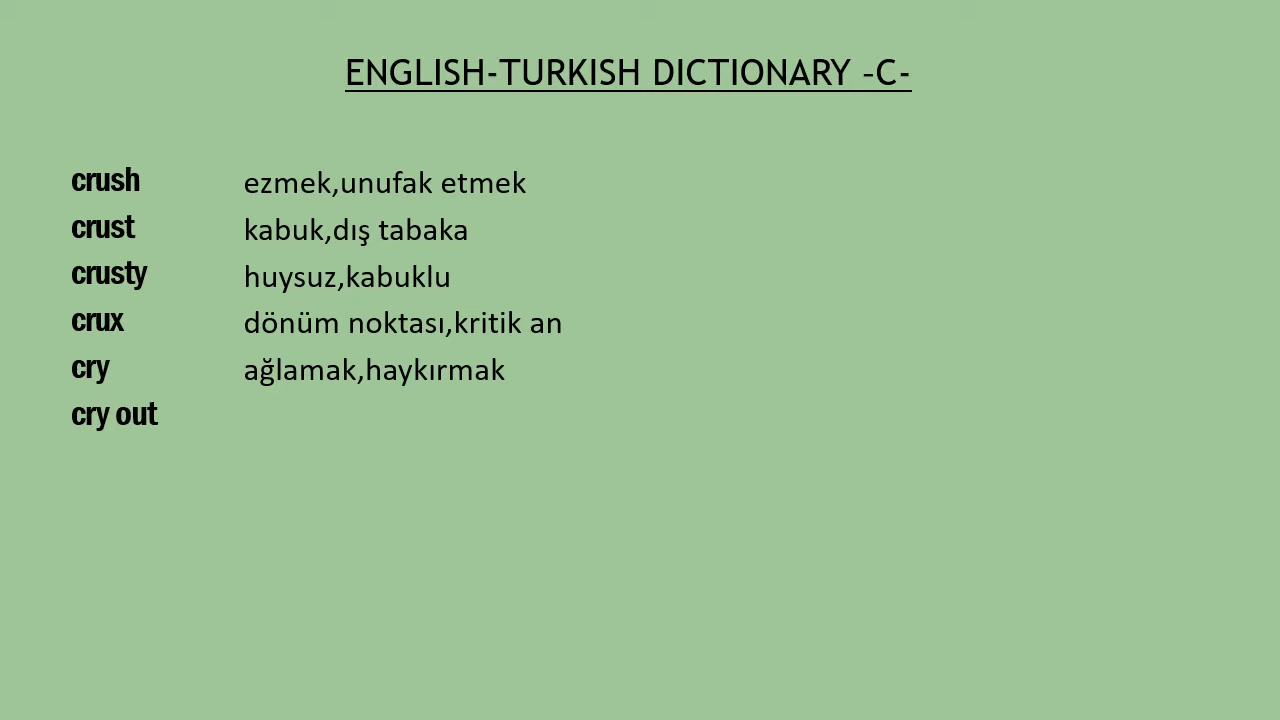 ENGLISH-TURKISH DICTIONARY –C-
crush ezmek,unufak etmek
crust kabuk,dış tabaka
crusty huysuz,kabuklu
crux dönüm noktası,kritik an
cry ağlamak,haykırmak
cry out